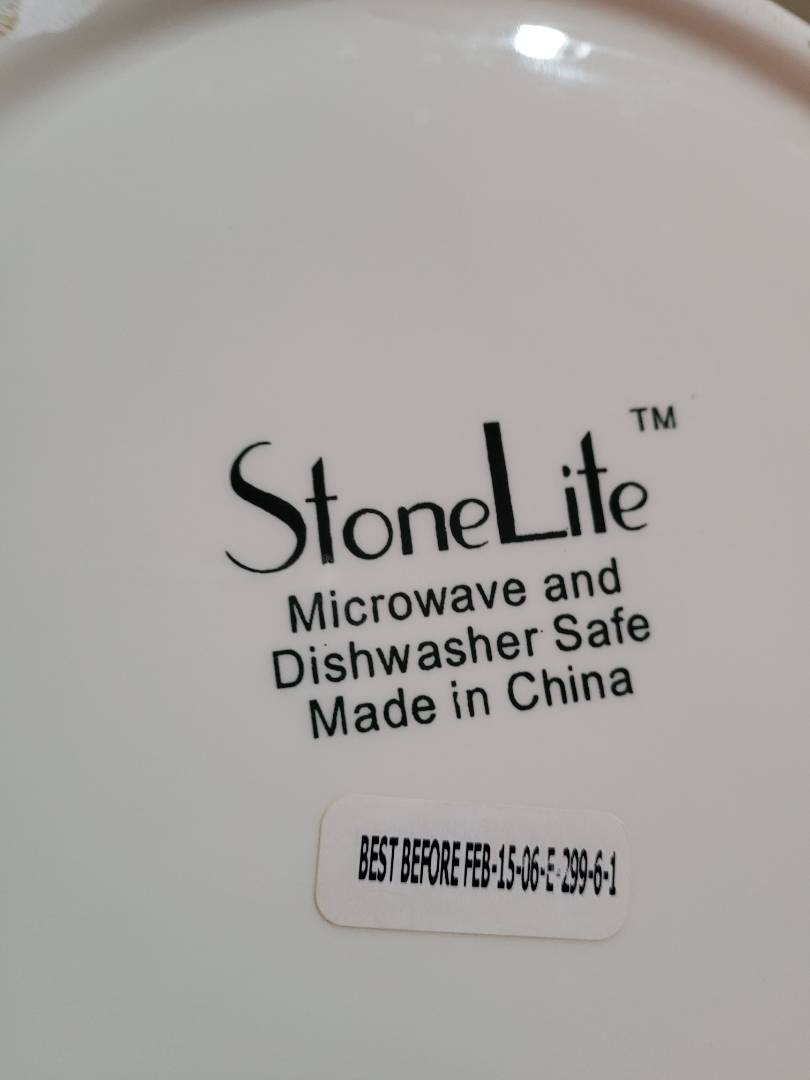 StoneLite™
Microwave and
Dishwasher Safe
Made in China
BEST BEFORE FEB-15-06-E-299-6-1